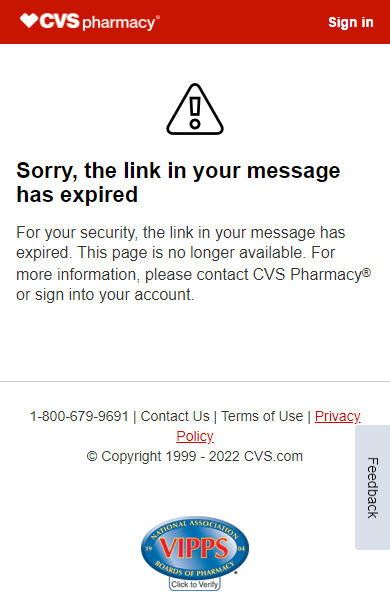 CVS pharmacy®
Sign in
Sorry, the link in your message
has expired
For your security, the link in your message has
expired. This page is no longer available. For
more information, please contact CVS Pharmacy®
or sign into your account.
1-800-679-9691 | Contact Us | Terms of Use | Privacy
Policy
© Copyright 1999 - 2022 CVS.com
Feedback
NATIONAL ASSOCIATION
19 VIPPS 04
BOARDS OF PHARMACY
Click to Verify